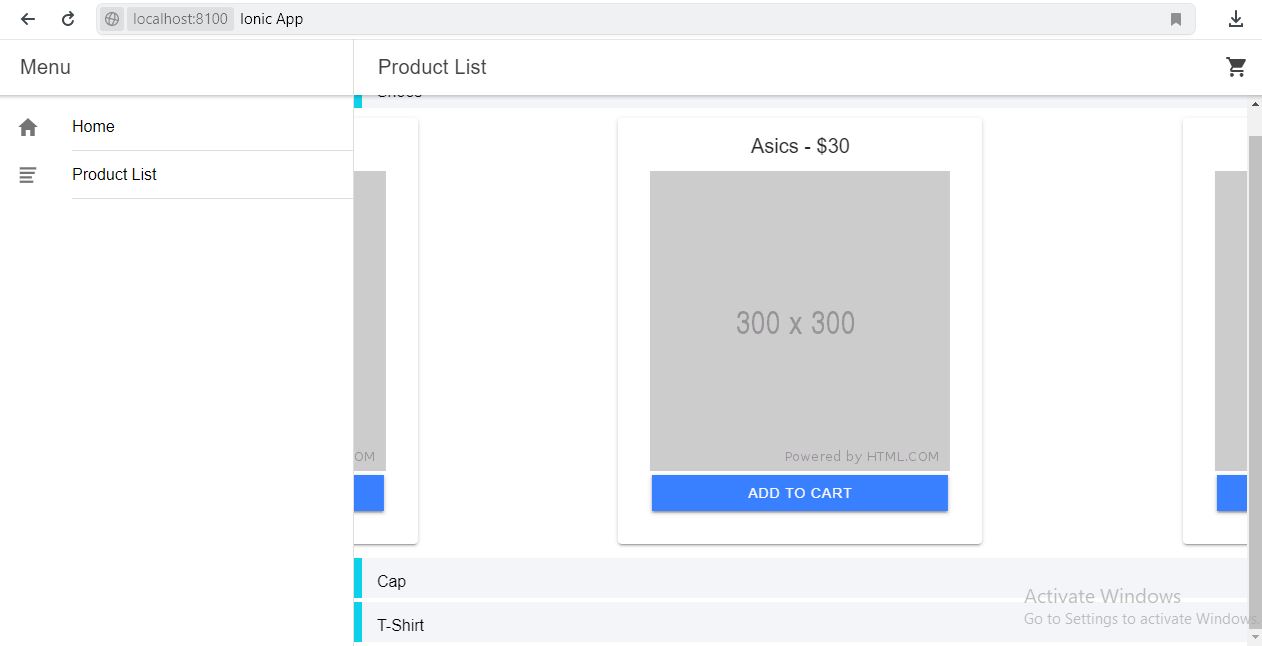 localhost:8100 Ionic App
Menu
Product List
Home
Product List
Asics - $30
300 x 300
Powered by HTML.COM
OM
ADD TO CART
Cap
T-Shirt
Activate Windows
Go to Settings to activate Windows.